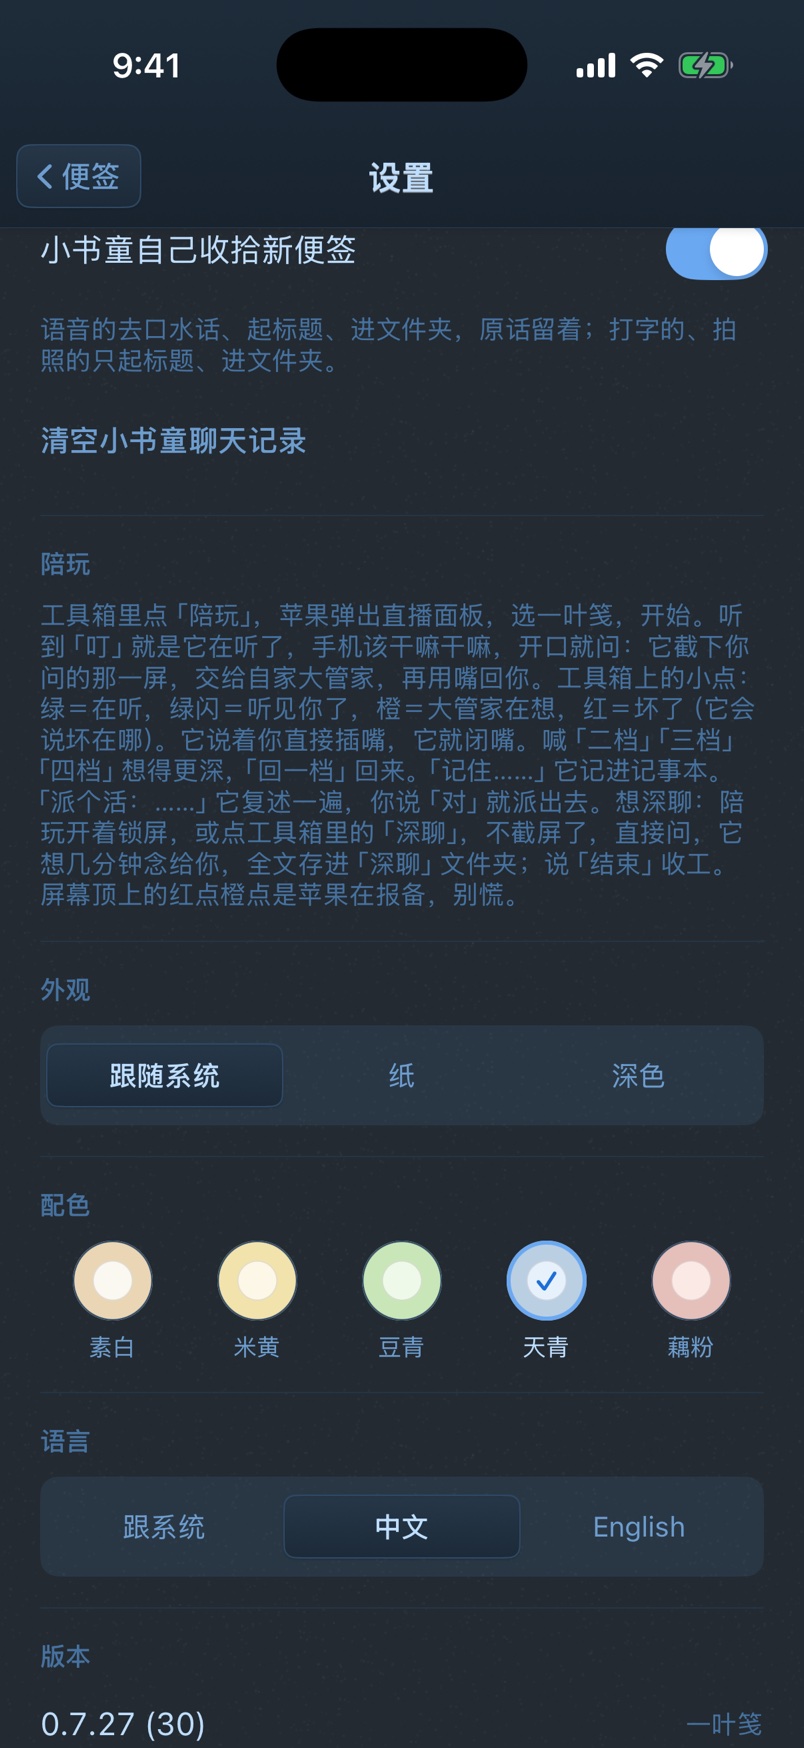 9:41
便签
设置
小书童自己收拾新便签
语音的去口水话、起标题、进文件夹，原话留着；打字的、拍
照的只起标题、进文件夹。
清空小书童聊天记录
陪玩
工具箱里点「陪玩」，苹果弹出直播面板，选一叶笺，开始。听
到「叮」就是它在听了，手机该干嘛干嘛，开口就问：它截下你
问的那一屏，交给自家大管家，再用嘴回你。工具箱上的小点：
绿＝在听，绿闪＝听见你了，橙＝大管家在想，红＝坏了（它会
说坏在哪）。它说着你直接插嘴，它就闭嘴。喊「二档」「三档」
「四档」想得更深，「回一档」回来。「记住……」它记进记事本。
「派个活：……」它复述一遍，你说「对」就派出去。想深聊：陪
玩开着锁屏，或点工具箱里的「深聊」，不截屏了，直接问，它
想几分钟念给你，全文存进「深聊」文件夹；说「结束」收工。
屏幕顶上的红点橙点是苹果在报备，别慌。
外观
跟随系统 纸 深色
配色
素白 米黄 豆青 天青 藕粉
语言
跟系统 中文 English
版本
0.7.27 (30) 一叶笺